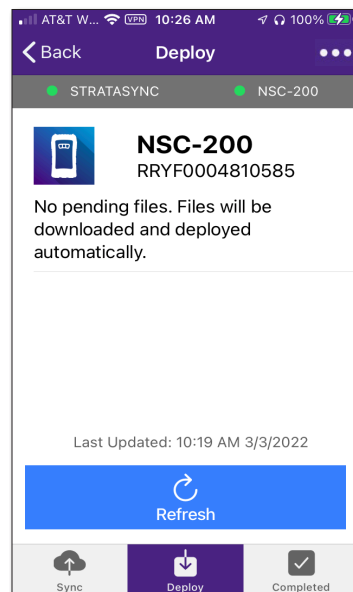 AT&T W... VPN 10:26 AM 100%
Back Deploy
STRATASYNC NSC-200
NSC-200
RRYF0004810585
No pending files. Files will be
downloaded and deployed
automatically.
Last Updated: 10:19 AM 3/3/2022
Refresh
Sync Deploy Completed